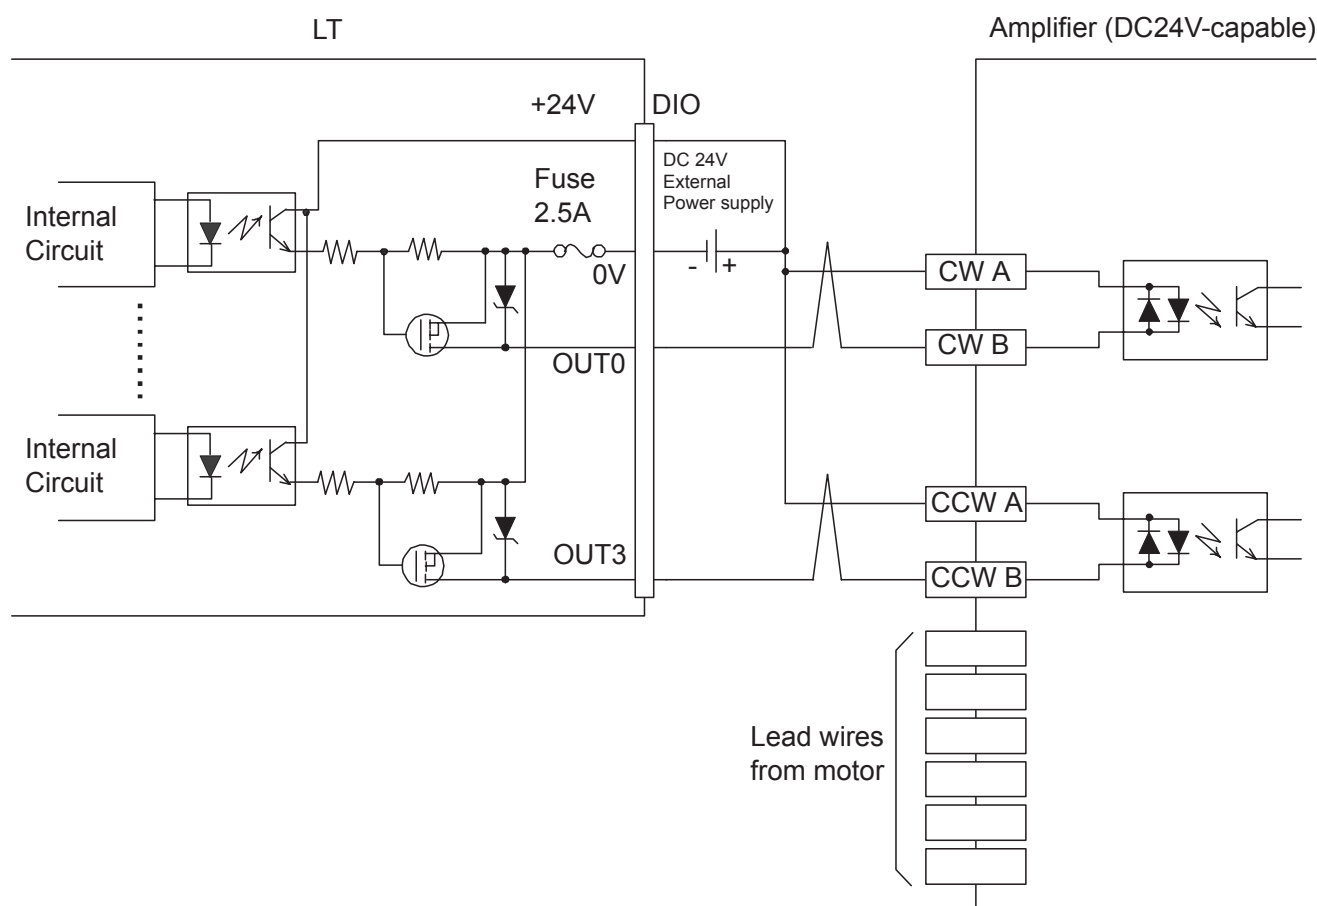 LT
Amplifier (DC24V-capable)
+24V
DIO
DC 24V
External
Power supply
Fuse
2.5A
Internal
Circuit
0V
- +
CW A
CW B
OUT0
Internal
Circuit
CCW A
OUT3
CCW B
Lead wires
from motor